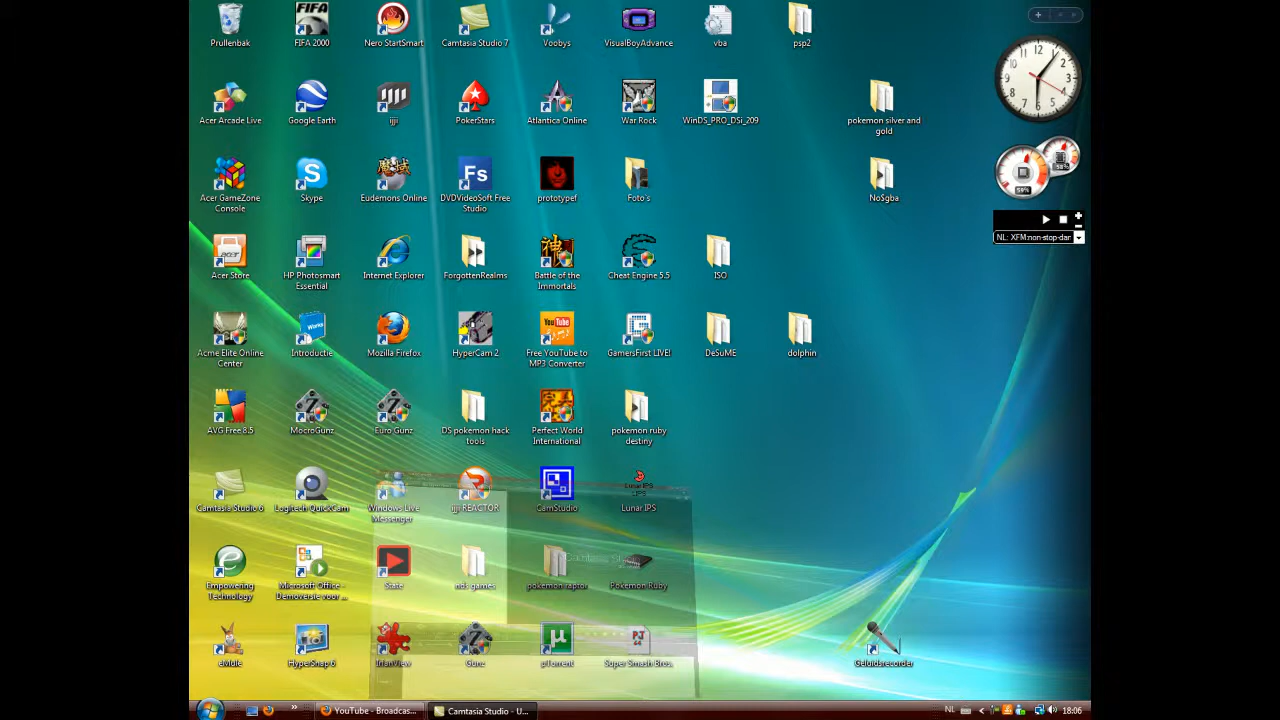 Prullenbak
FIFA 2000
Nero StartSmart
Camtasia Studio 7
Voobys
VisualBoyAdvance
vba
psp2
Acer Arcade Live
Google Earth
ijji
PokerStars
Atlantica Online
War Rock
WinDS_PRO_DSi_209
pokemon silver and
gold
Acer GameZone
Console
Skype
Eudemons Online
DVDVideoSoft Free
Studio
prototypef
Foto's
NoSgba
NL: XFM:non-stop-dan
Acer Store
HP Photosmart
Essential
Internet Explorer
ForgottenRealms
Battle of the
Immortals
Cheat Engine 5.5
ISO
Acme Elite Online
Center
Introductie
Mozilla Firefox
HyperCam 2
Free YouTube to
MP3 Converter
GamersFirst LIVE!
DeSuME
dolphin
AVG Free 8.5
MocroGunz
Euro Gunz
DS pokemon hack
tools
Perfect World
International
pokemon ruby
destiny
Camtasia Studio 6
Logitech QuickCam
Windows Live
Messenger
ijji REACTOR
CamStudio
Lunar IPS
Empowering
Technology
Microsoft Office -
Demoversie voor ...
State
nds games
pokemon raptor
Pokemon Ruby
eMule
HyperSnap 6
IrfanView
Gunz
µTorrent
Super Smash Bros.
Geluidsrecorder
YouTube - Broadcas...
Camtasia Studio - U...
NL
18:06